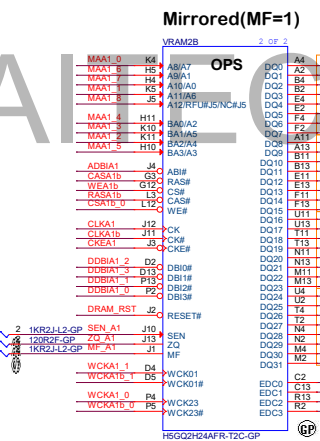 Mirrored(MF=1)
VRAM2B 2 OF 2
OPS
MAA1_0 K4 A8/A7 DQ0 A4
MAA1_6 H5 A9/A1 DQ1 A2
MAA1_7 H4 A10/A0 DQ2 B4
MAA1_1 K5 A11/A6 DQ3 B2
MAA1_8 J5 A12/RFU#J5/NC#J5 DQ4 E4
DQ5 E2
MAA1_4 H11 BA0/A2 DQ6 F4
MAA1_3 K10 BA1/A5 DQ7 F2
MAA1_2 K11 BA2/A4 DQ8 A11
MAA1_5 H10 BA3/A3 DQ9 A13
DQ10 B11
ADBIA1 J4 ABI# DQ11 B13
CASA1b G3 RAS# DQ12 E11
WEA1b G12 CS# DQ13 E13
RASA1b L3 CAS# DQ14 F11
CSA1b_0 L12 WE# DQ15 F13
DQ16 U11
CLKA1 J12 CK DQ17 U13
CLKA1b J11 CK# DQ18 T11
CKEA1 J3 CKE# DQ19 T13
DQ20 N11
DDBIA1_2 D2 DBI0# DQ21 N13
DDBIA1_3 D13 DBI1# DQ22 M11
DDBIA1_1 P13 DBI2# DQ23 M13
DDBIA1_0 P2 DBI3# DQ24 U4
DQ25 U2
DRAM_RST J2 RESET# DQ26 T4
DQ27 T2
2 1KR2J-L2-GP SEN_A1 J10 SEN DQ28 N4
2 120R2F-GP ZQ_A1 J13 ZQ DQ29 N2
2 1KR2J-L2-GP MF_A1 J1 MF DQ30 M4
DQ31 M2
WCKA1_1 D4 WCK01
WCKA1b_1 D5 WCK01# EDC0 C2
EDC1 C13
WCKA1_0 P4 WCK23 EDC2 R13
WCKA1b_0 P5 WCK23# EDC3 R2
H5GQ2H24AFR-T2C-GP
GP
AITEC